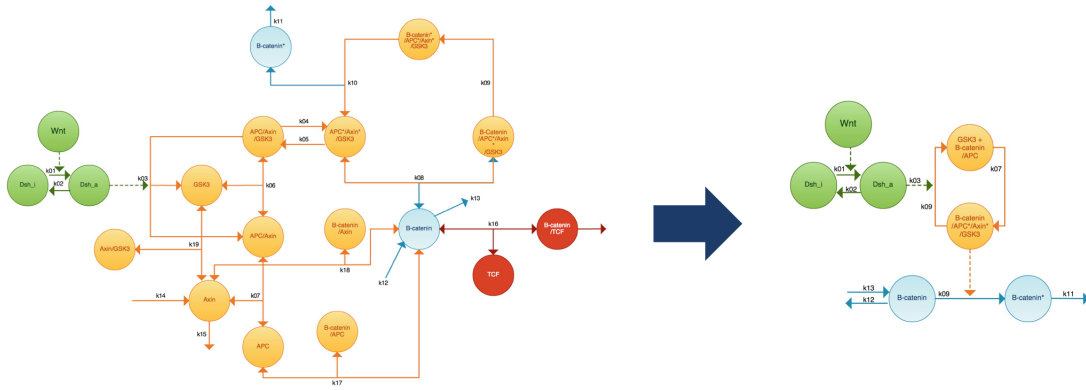 k11
B-catenin*
B-catenin*
/APC*/Axin*
/GSK3
k10
k09
Wnt
k01
k02
Dsh_i
Dsh_a
k03
APC/Axin
/GSK3
k04
k05
APC*/Axin*
/GSK3
B-Catenin
/APC*/Axin
*
/GSK3
GSK3
k06
k08
k13
Axin/GSK3
k19
APC/Axin
B-catenin
/Axin
B-catenin
k16
B-catenin
/TCF
k18
k12
TCF
k14
Axin
k07
k15
APC
B-catenin
/APC
k17
Wnt
k01
k02
Dsh_i
Dsh_a
k03
GSK3 +
B-catenin
/APC
k07
k09
B-catenin
/APC*/Axin*
/GSK3
k13
k12
B-catenin
k09
B-catenin*
k11